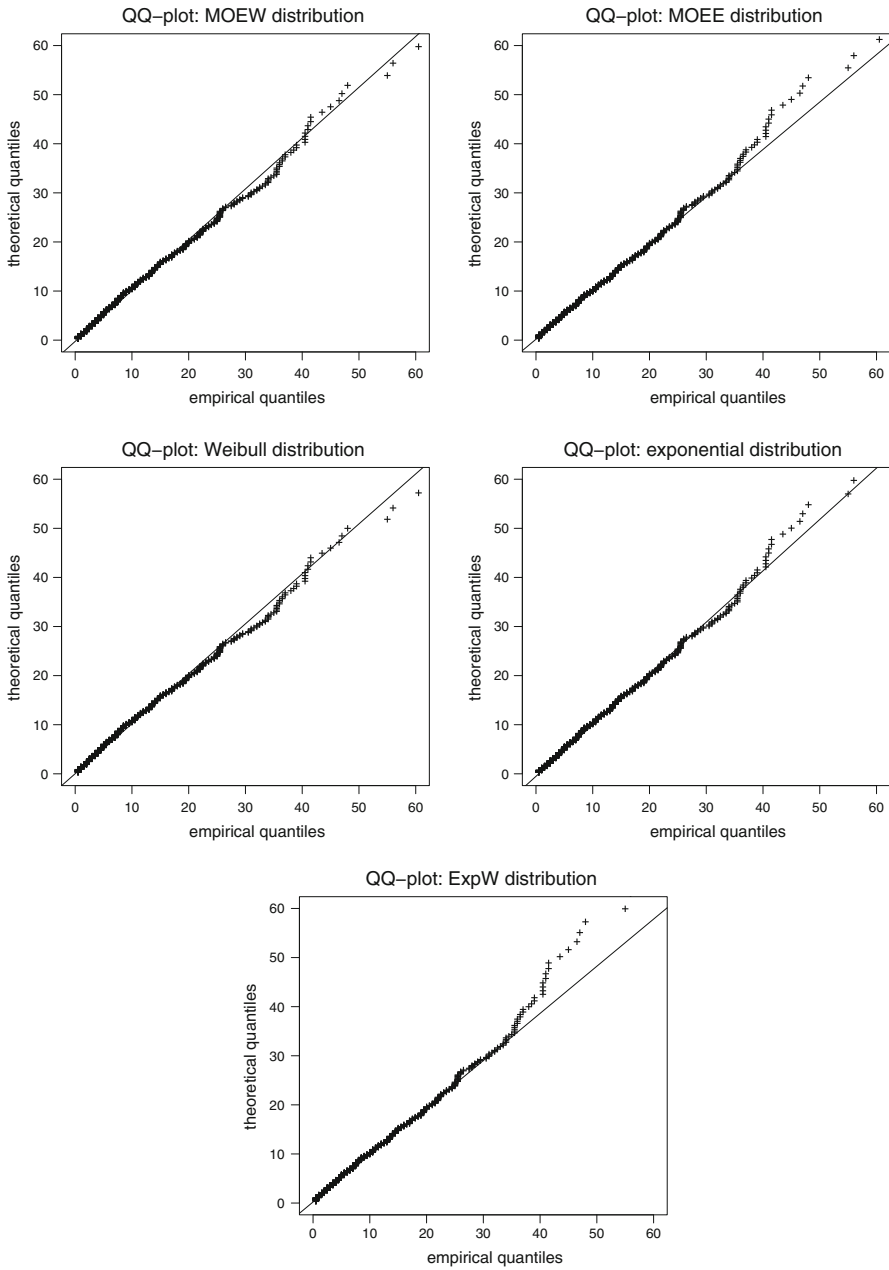 QQ−plot: MOEW distribution
60
50
40
30
20
10
0
theoretical quantiles
0 10 20 30 40 50 60
empirical quantiles
QQ−plot: MOEE distribution
60
50
40
30
20
10
0
theoretical quantiles
0 10 20 30 40 50 60
empirical quantiles
QQ−plot: Weibull distribution
60
50
40
30
20
10
0
theoretical quantiles
0 10 20 30 40 50 60
empirical quantiles
QQ−plot: exponential distribution
60
50
40
30
20
10
0
theoretical quantiles
0 10 20 30 40 50 60
empirical quantiles
QQ−plot: ExpW distribution
60
50
40
30
20
10
0
theoretical quantiles
0 10 20 30 40 50 60
empirical quantiles